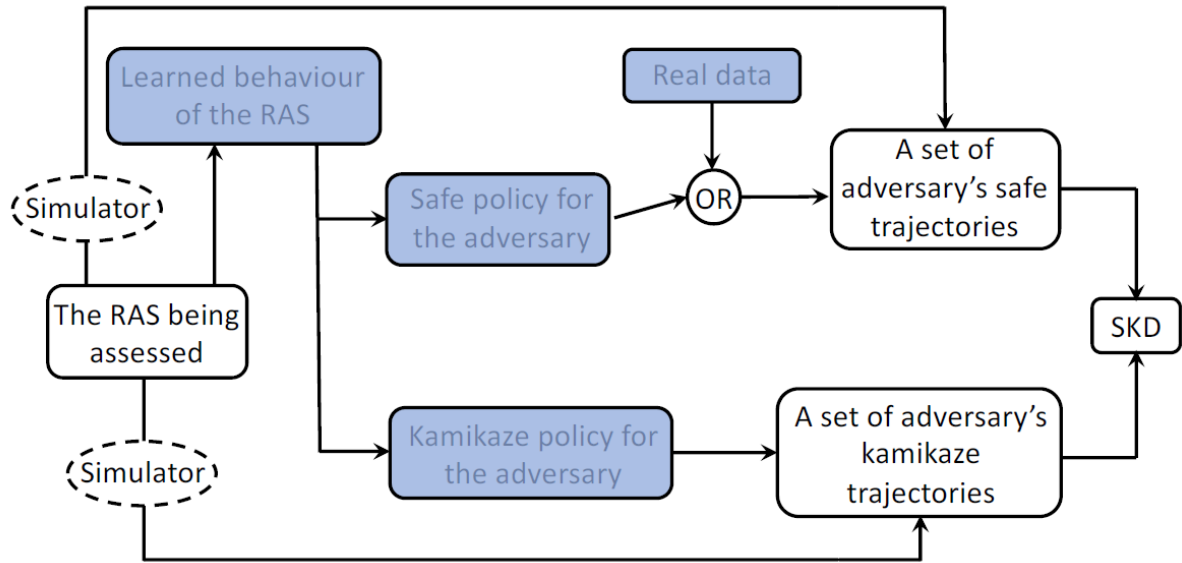 Learned behaviour
of the RAS
Real data
Simulator
Safe policy for
the adversary
OR
A set of
adversary’s safe
trajectories
The RAS being
assessed
SKD
Simulator
Kamikaze policy for
the adversary
A set of adversary’s
kamikaze
trajectories